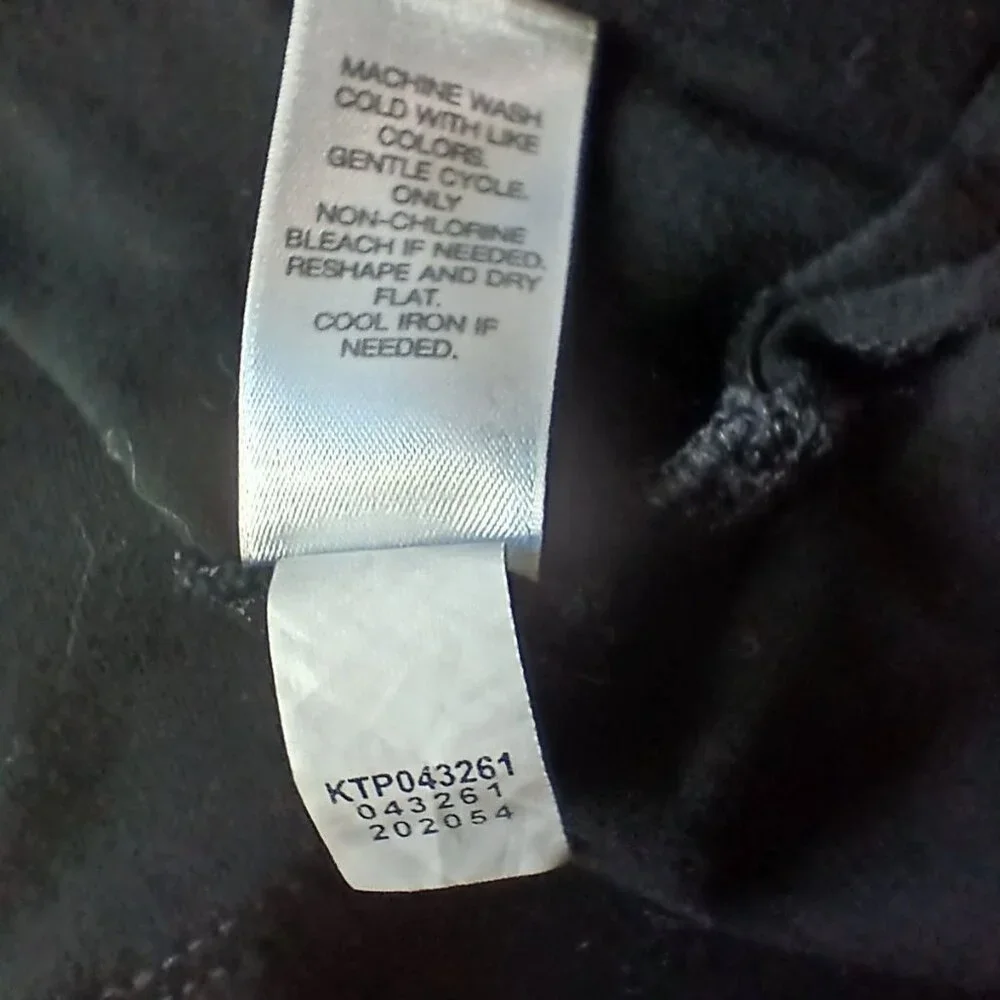 MACHINE WASH
COLD WITH LIKE
COLORS.
GENTLE CYCLE.
ONLY
NON-CHLORINE
BLEACH IF NEEDED.
RESHAPE AND DRY
FLAT.
COOL IRON IF
NEEDED.
KTP043261
043261
202054